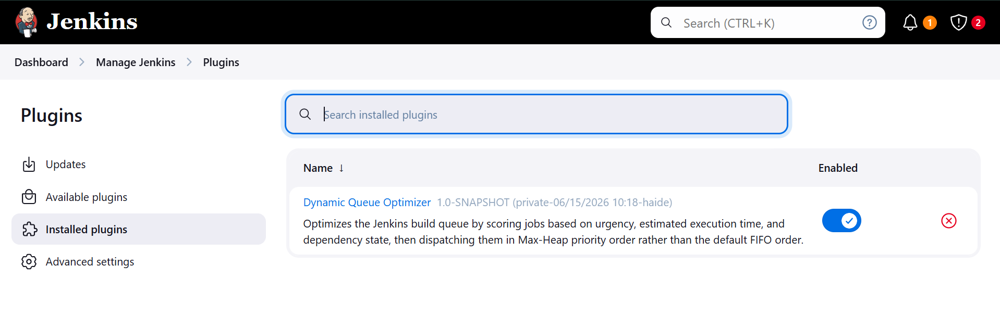 Jenkins
Search (CTRL+K)
?
1
2
Dashboard
Manage Jenkins
Plugins
Plugins
Updates
Available plugins
Installed plugins
Advanced settings
Search installed plugins
Name ↓
Enabled
Dynamic Queue Optimizer 1.0-SNAPSHOT (private-06/15/2026 10:18-haide)
Optimizes the Jenkins build queue by scoring jobs based on urgency, estimated execution time, and
dependency state, then dispatching them in Max-Heap priority order rather than the default FIFO order.